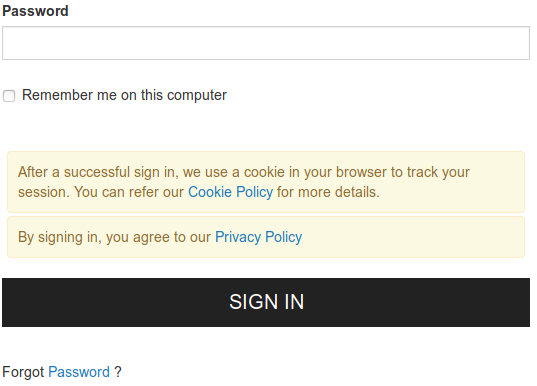 Password
Remember me on this computer
After a successful sign in, we use a cookie in your browser to track your
session. You can refer our Cookie Policy for more details.
By signing in, you agree to our Privacy Policy
SIGN IN
Forgot Password ?